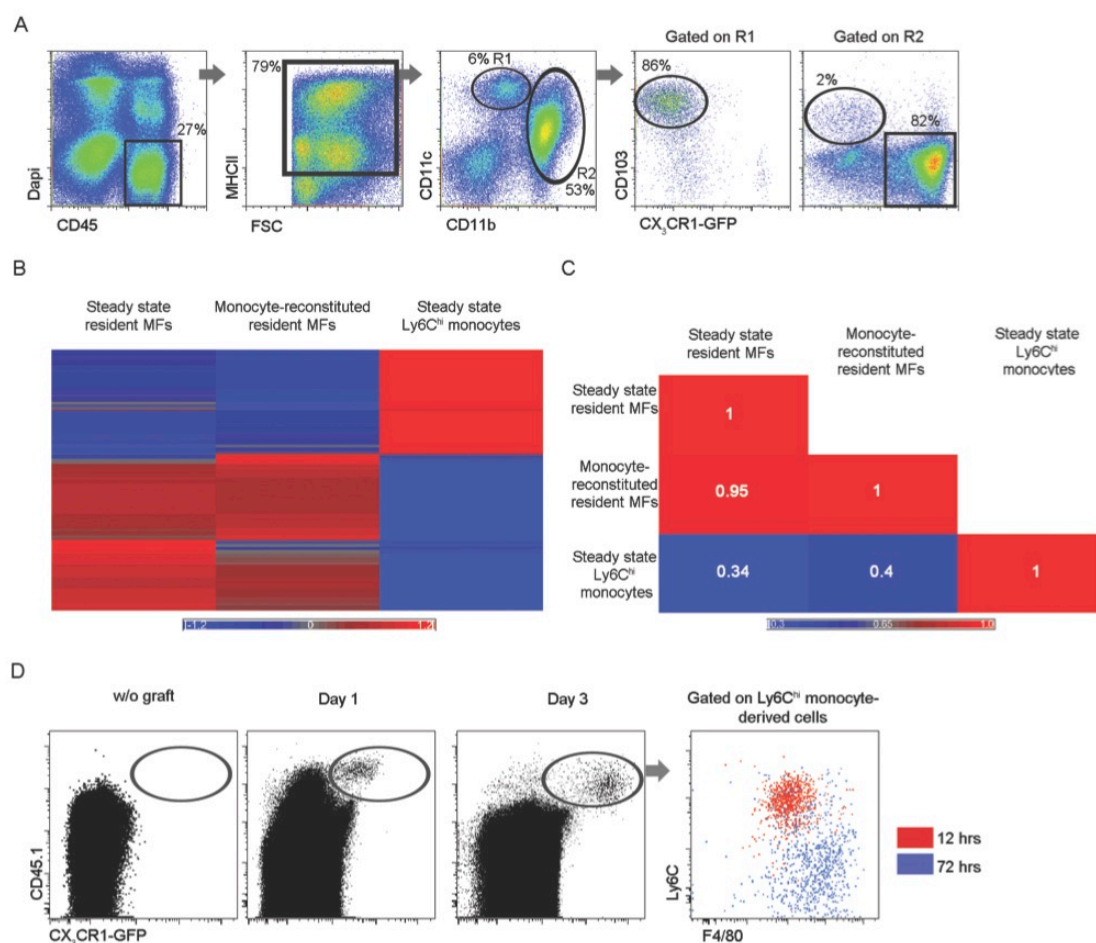 A
Gated on R1
Gated on R2
79%
6% R1
86%
2%
27%
82%
R2
53%
Dapi
MHCII
CD11c
CD103
CD45
FSC
CD11b
CX₃CR1-GFP
B
Steady state
resident MFs
Monocyte-reconstituted
resident MFs
Steady state
Ly6Cʰⁱ monocytes
-1.2
0
1.2
C
Steady state
resident MFs
Monocyte-
reconstituted
resident MFs
Steady state
Ly6Cʰⁱ
monocytes
Steady state
resident MFs
1
Monocyte-
reconstituted
resident MFs
0.95
1
Steady state
Ly6Cʰⁱ
monocytes
0.34
0.4
1
0.3
0.65
1.0
D
w/o graft
Day 1
Day 3
Gated on Ly6Cʰⁱ monocyte-
derived cells
CD45.1
CX₃CR1-GFP
Ly6C
F4/80
12 hrs
72 hrs